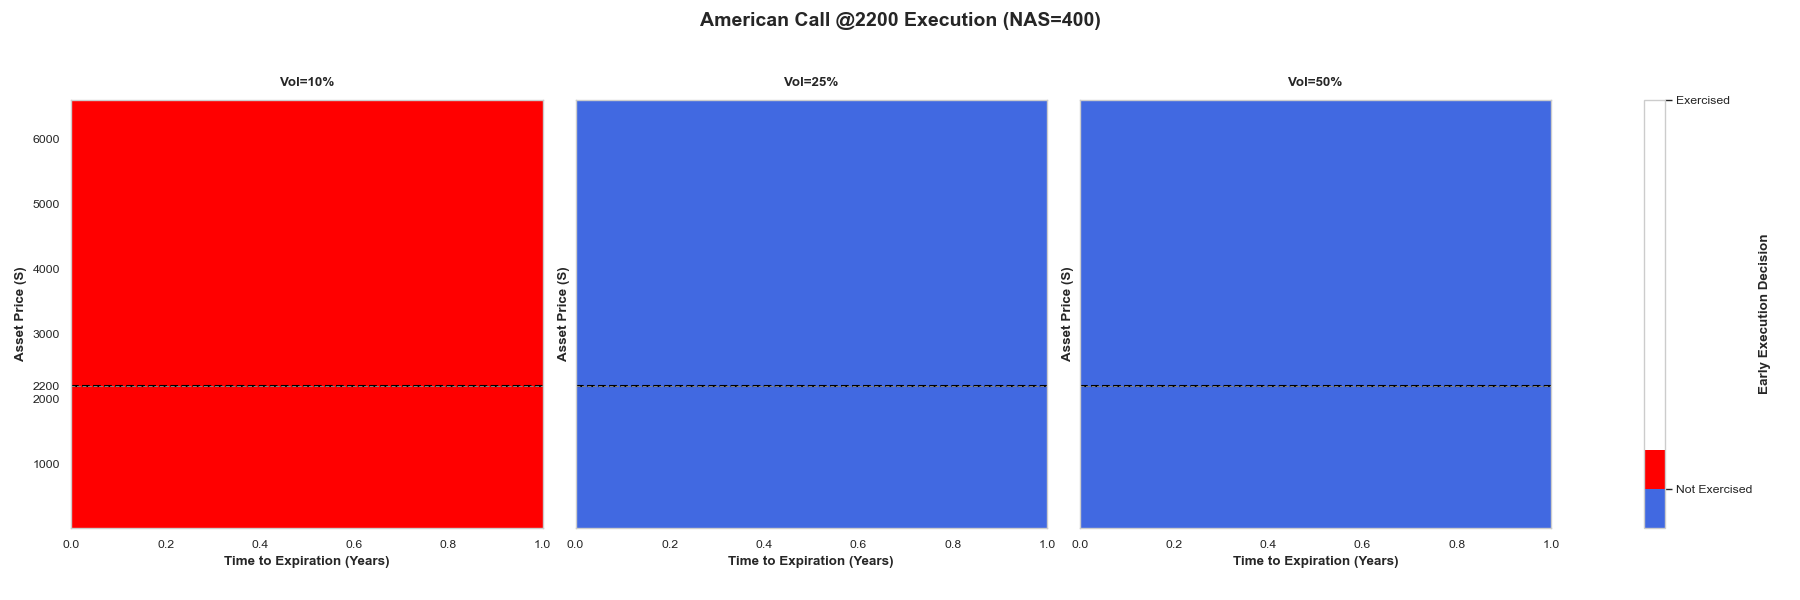 American Call @2200 Execution (NAS=400)
Vol=10%
Vol=25%
Vol=50%
Asset Price (S)
6000
5000
4000
3000
2200
2000
1000
0.0 0.2 0.4 0.6 0.8 1.0
Time to Expiration (Years)
Asset Price (S)
0.0 0.2 0.4 0.6 0.8 1.0
Time to Expiration (Years)
Asset Price (S)
0.0 0.2 0.4 0.6 0.8 1.0
Time to Expiration (Years)
Exercised
Not Exercised
Early Execution Decision